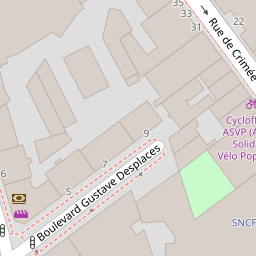 35
33
31
22
Rue de Crimée
Cycloff
ASVP (A
Solid
Vélo Pop
9
7
6
5
Boulevard Gustave Desplaces
SNCF